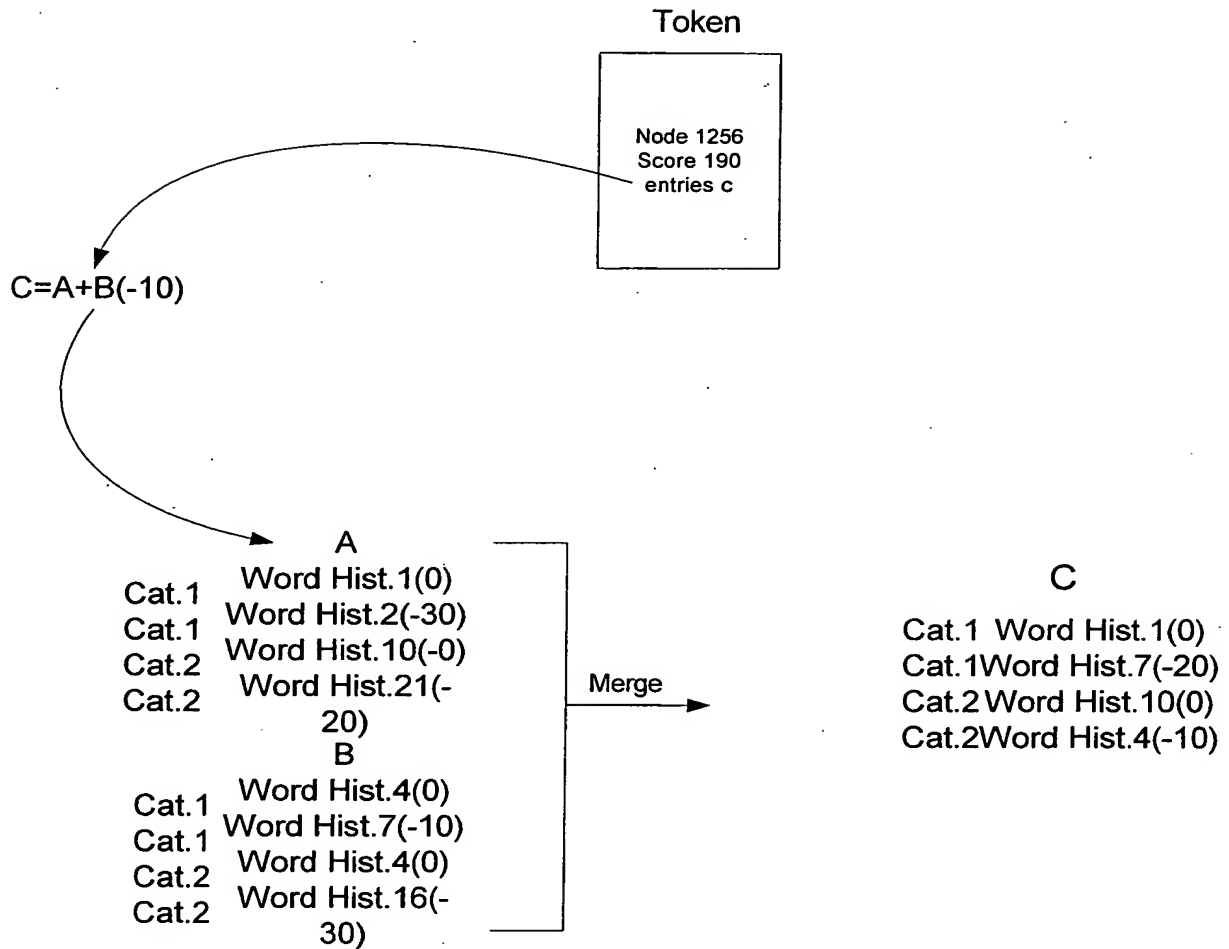 Token
Node 1256
Score 190
entries c
C=A+B(-10)
A
Cat.1 Word Hist.1(0)
Cat.1 Word Hist.2(-30)
Cat.2 Word Hist.10(-0)
Cat.2 Word Hist.21(-
20)
B
Cat.1 Word Hist.4(0)
Cat.1 Word Hist.7(-10)
Cat.2 Word Hist.4(0)
Cat.2 Word Hist.16(-
30)
Merge
C
Cat.1 Word Hist.1(0)
Cat.1Word Hist.7(-20)
Cat.2 Word Hist.10(0)
Cat.2Word Hist.4(-10)